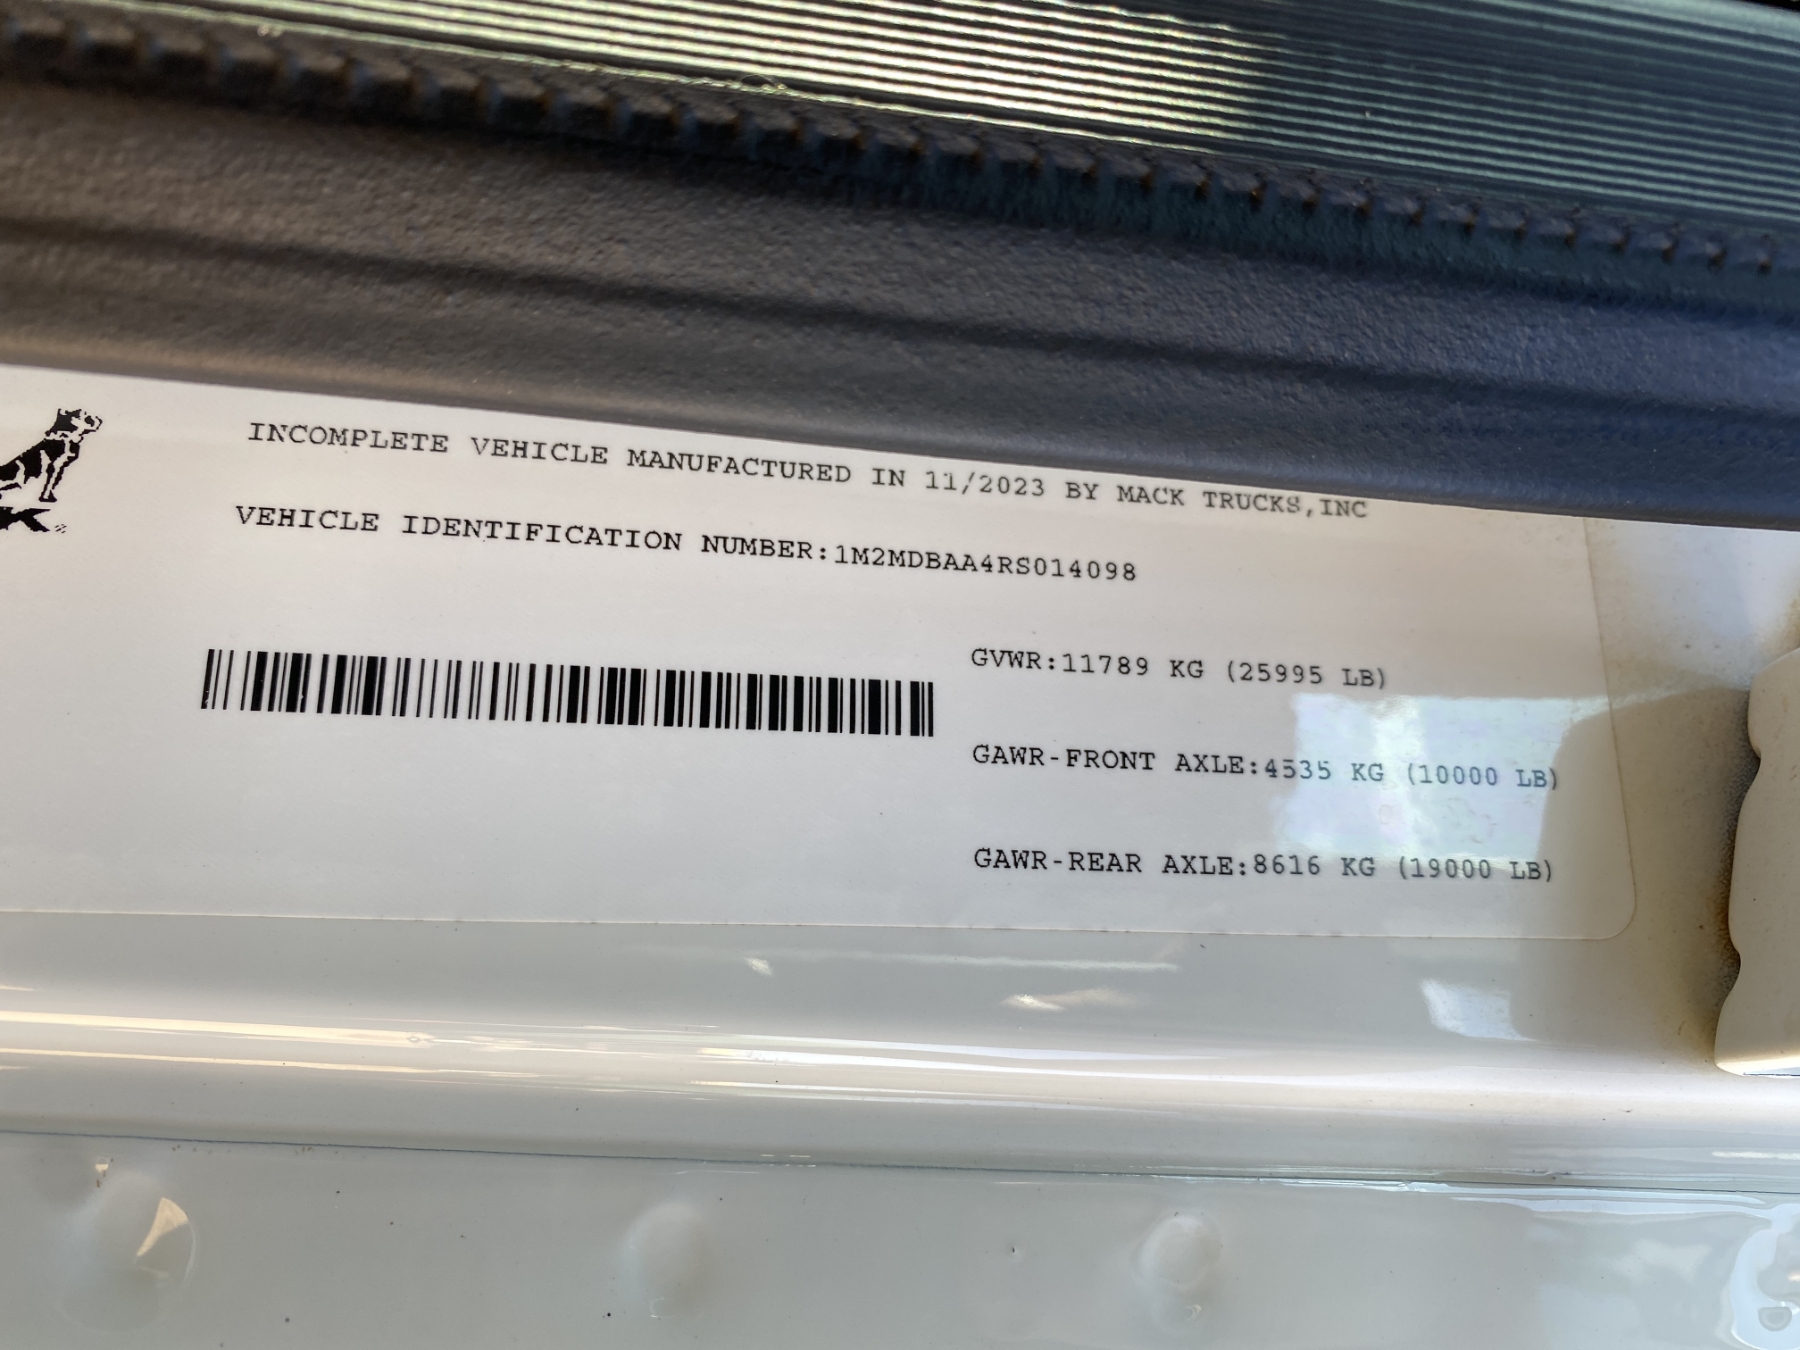 INCOMPLETE VEHICLE MANUFACTURED IN 11/2023 BY MACK TRUCKS,INC
VEHICLE IDENTIFICATION NUMBER:1M2MDBAA4RS014098
GVWR:11789 KG (25995 LB)
GAWR-FRONT AXLE:4535 KG (10000 LB)
GAWR-REAR AXLE:8616 KG (19000 LB)